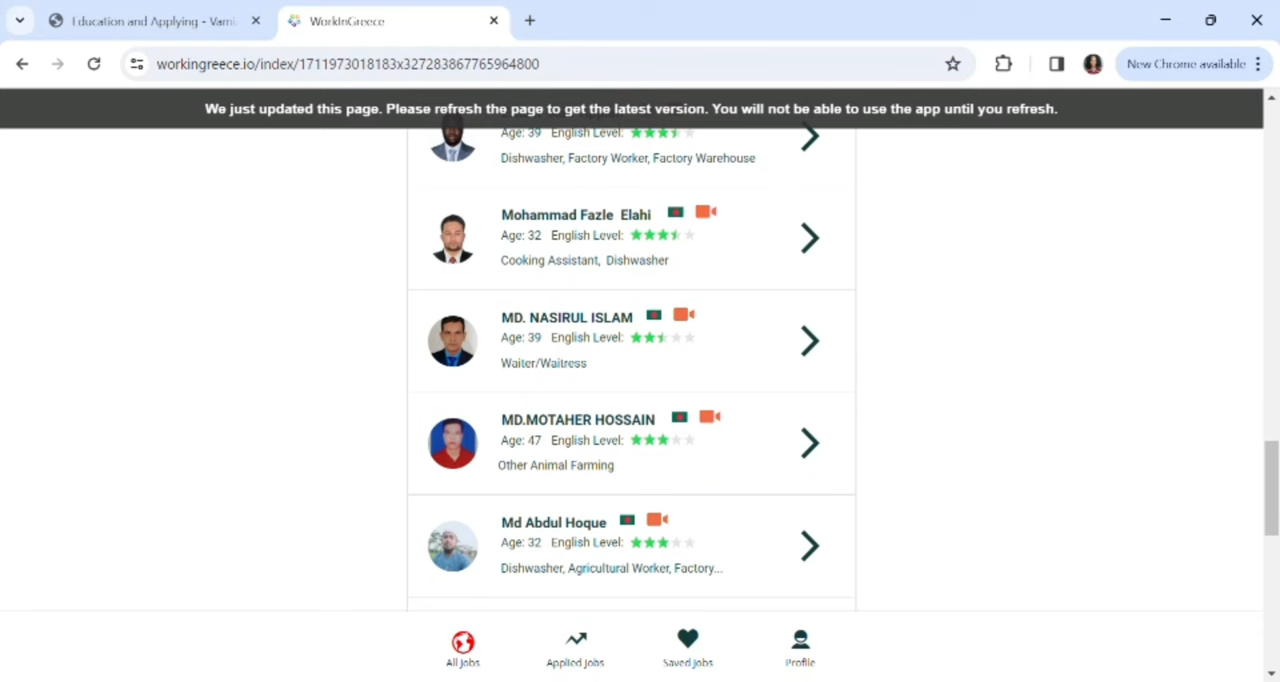 Education and Applying - Vami
WorkInGreece
workingreece.io/index/1711973018183x327283867765964800
New Chrome available
We just updated this page. Please refresh the page to get the latest version. You will not be able to use the app until you refresh.
Age: 39 English Level:
Dishwasher, Factory Worker, Factory Warehouse
Mohammad Fazle Elahi
Age: 32 English Level:
Cooking Assistant, Dishwasher
MD. NASIRUL ISLAM
Age: 39 English Level:
Waiter/Waitress
MD.MOTAHER HOSSAIN
Age: 47 English Level:
Other Animal Farming
Md Abdul Hoque
Age: 32 English Level:
Dishwasher, Agricultural Worker, Factory...
All Jobs
Applied Jobs
Saved Jobs
Profile